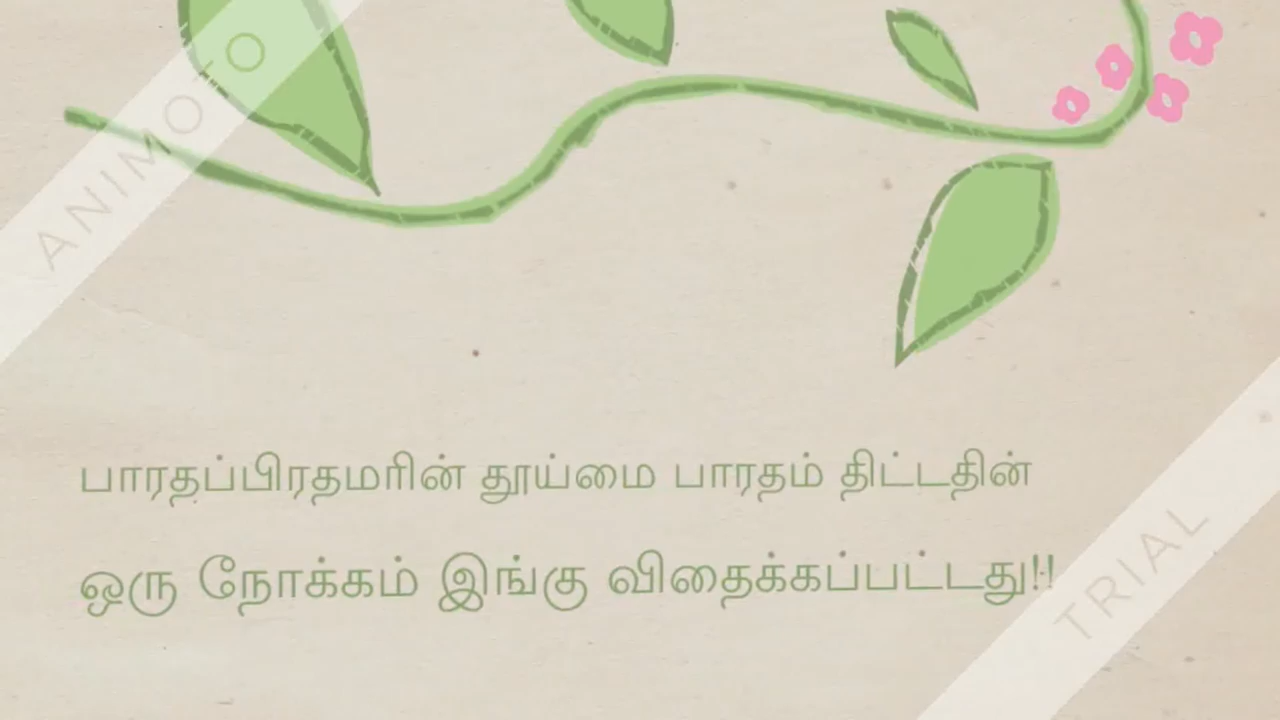 ANIMOTO
பாரதப்பிரதமரின் தூய்மை பாரதம் திட்டதின்
ஒரு நோக்கம் இங்கு விதைக்கப்பட்டது!!
TRIAL